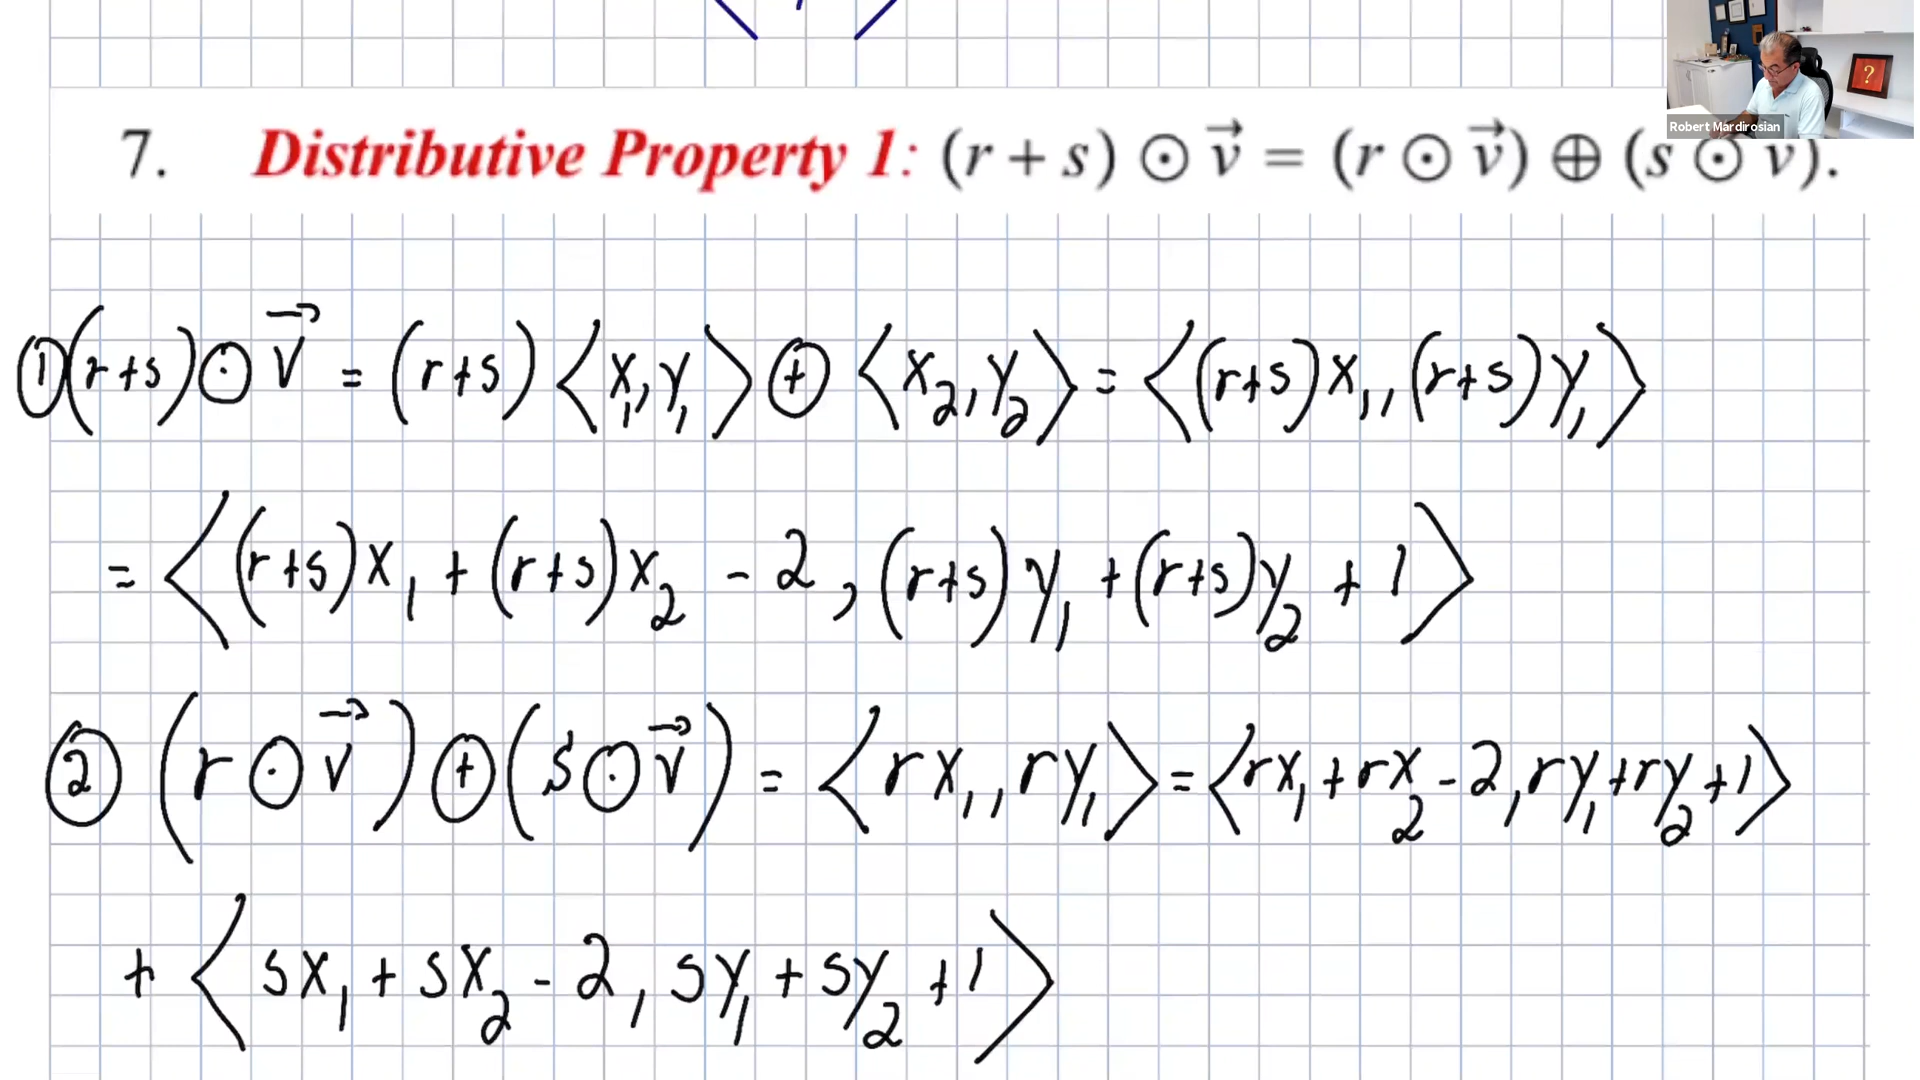 Robert Mardirosian
7. Distributive Property 1: (r + s) ⊙ v⃗ = (r ⊙ v⃗) ⊕ (s ⊙ v⃗).
① (r+s) ⊙ v⃗ = (r+s) ⟨x₁, y₁⟩ ⊕ ⟨x₂, y₂⟩ = ⟨(r+s)x₁, (r+s)y₁⟩
= ⟨(r+s)x₁ + (r+s)x₂ - 2, (r+s)y₁ + (r+s)y₂ + 1⟩
② (r ⊙ v⃗) ⊕ (s ⊙ v⃗) = ⟨rx₁, ry₁⟩ = ⟨rx₁ + rx₂ - 2, ry₁ + ry₂ + 1⟩
+ ⟨sx₁ + sx₂ - 2, sy₁ + sy₂ + 1⟩